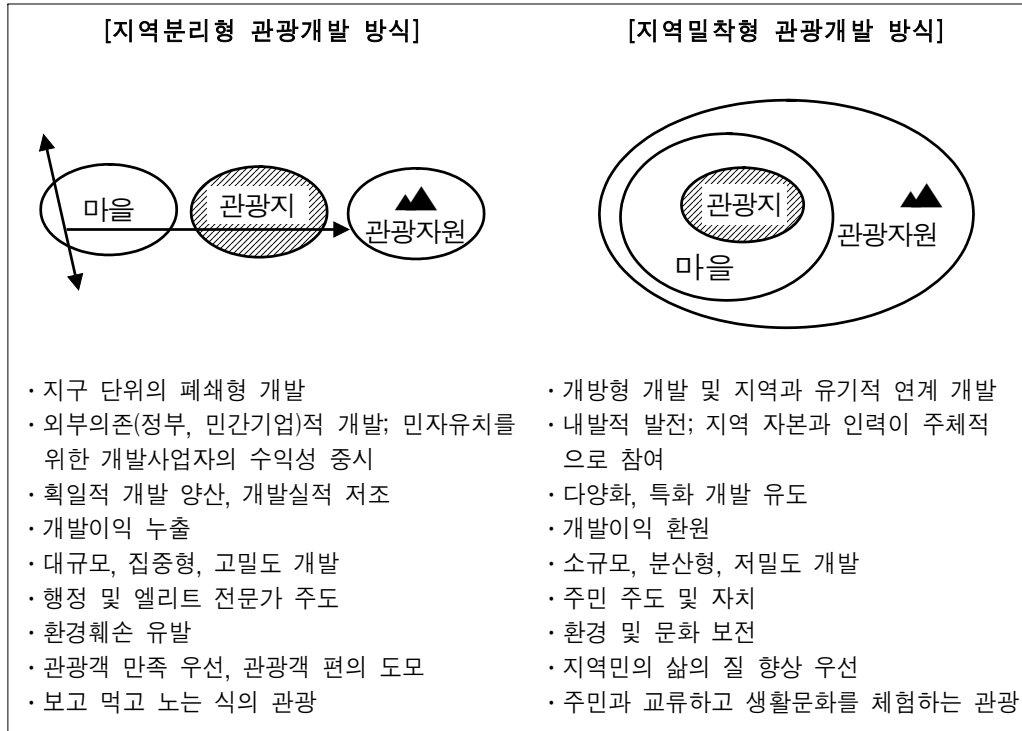 [지역분리형 관광개발 방식]
마을
관광지
관광자원
· 지구 단위의 폐쇄형 개발
· 외부의존(정부, 민간기업)적 개발; 민자유치를
위한 개발사업자의 수익성 중시
· 획일적 개발 양산, 개발실적 저조
· 개발이익 누출
· 대규모, 집중형, 고밀도 개발
· 행정 및 엘리트 전문가 주도
· 환경훼손 유발
· 관광객 만족 우선, 관광객 편의 도모
· 보고 먹고 노는 식의 관광
[지역밀착형 관광개발 방식]
관광지
관광자원
마을
· 개방형 개발 및 지역과 유기적 연계 개발
· 내발적 발전; 지역 자본과 인력이 주체적
으로 참여
· 다양화, 특화 개발 유도
· 개발이익 환원
· 소규모, 분산형, 저밀도 개발
· 주민 주도 및 자치
· 환경 및 문화 보전
· 지역민의 삶의 질 향상 우선
· 주민과 교류하고 생활문화를 체험하는 관광